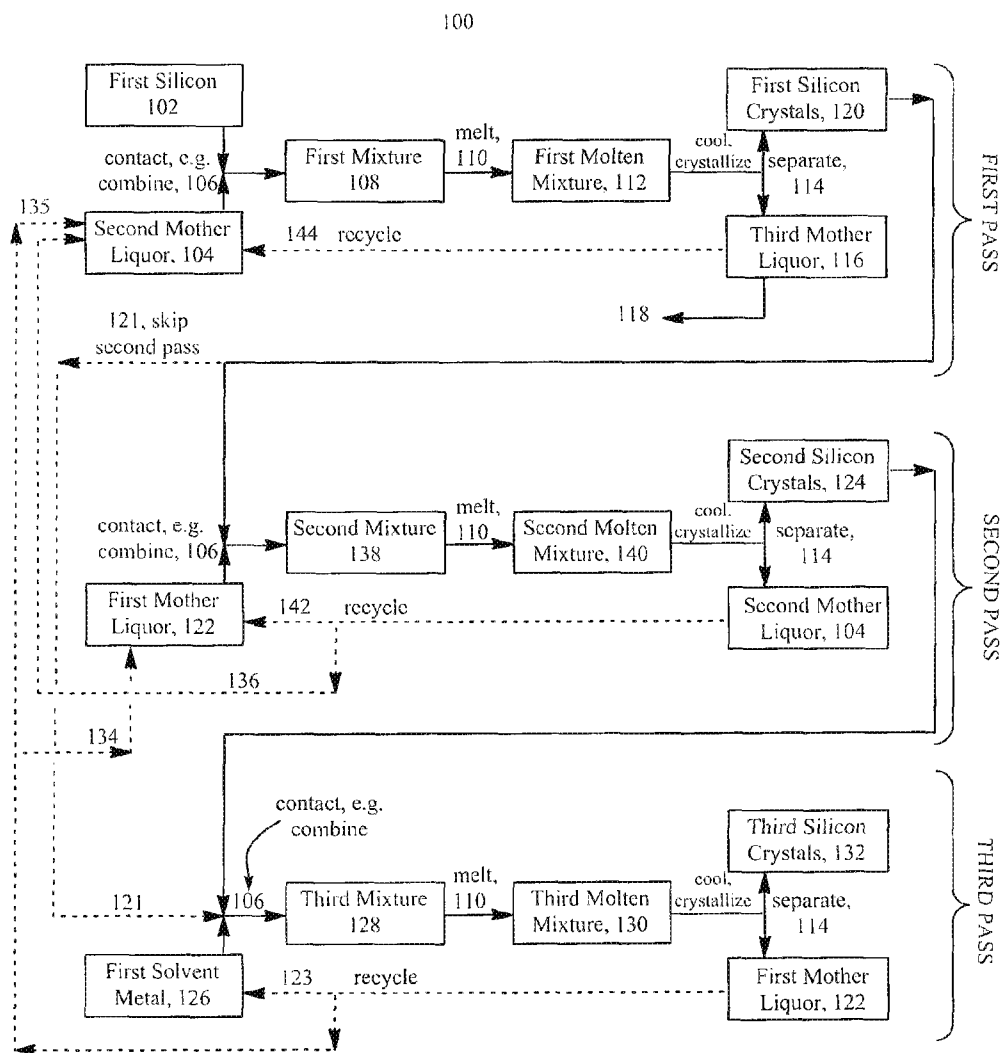 100
First Silicon
102
First Silicon
Crystals, 120
contact, e.g.
combine, 106
First Mixture
108
melt,
110
First Molten
Mixture, 112
cool,
crystallize
separate,
114
135
Second Mother
Liquor, 104
144 recycle
Third Mother
Liquor, 116
118
FIRST PASS
121, skip
second pass
Second Silicon
Crystals, 124
contact, e.g.
combine, 106
Second Mixture
138
melt,
110
Second Molten
Mixture, 140
cool,
crystallize
separate,
114
First Mother
Liquor, 122
142 recycle
Second Mother
Liquor, 104
SECOND PASS
136
134
contact, e.g.
combine
Third Silicon
Crystals, 132
121
106
Third Mixture
128
melt,
110
Third Molten
Mixture, 130
cool,
crystallize
separate,
114
First Solvent
Metal, 126
123 recycle
First Mother
Liquor, 122
THIRD PASS